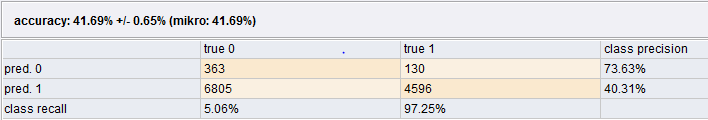 accuracy: 41.69% +/- 0.65% (mikro: 41.69%)
true 0 true 1 class precision
pred. 0 363 130 73.63%
pred. 1 6805 4596 40.31%
class recall 5.06% 97.25%